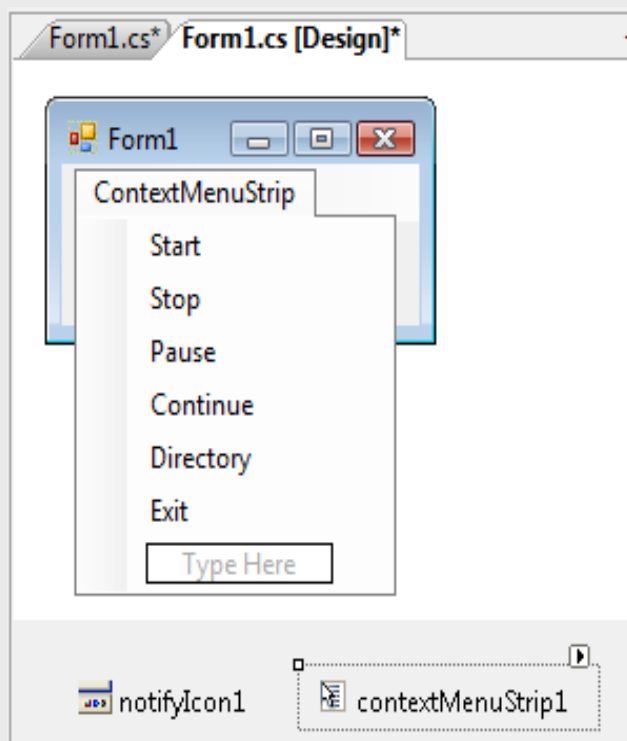 Form1.cs* Form1.cs [Design]*
Form1
ContextMenuStrip
Start
Stop
Pause
Continue
Directory
Exit
Type Here
notifyIcon1 contextMenuStrip1